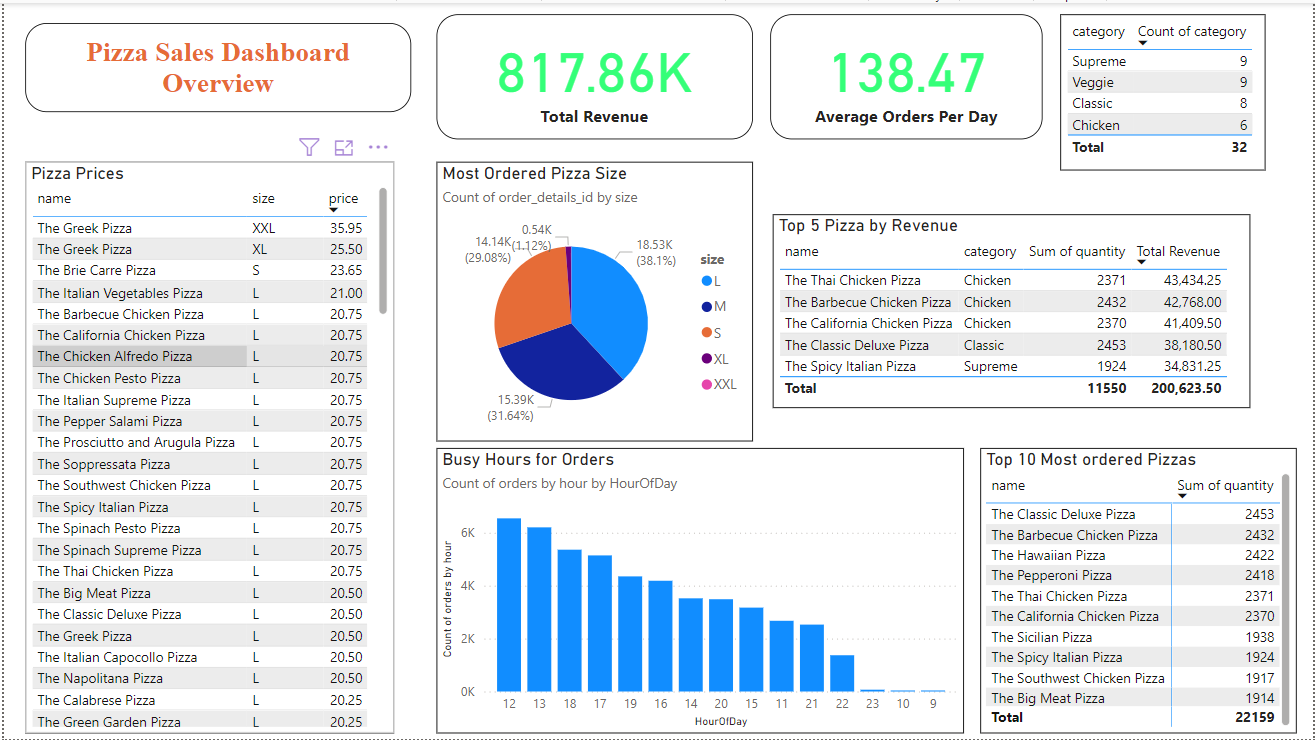 Pizza Sales Dashboard
Overview
817.86K
Total Revenue
138.47
Average Orders Per Day
category Count of category
Supreme 9
Veggie 9
Classic 8
Chicken 6
Total 32
Pizza Prices
name size price
The Greek Pizza XXL 35.95
The Greek Pizza XL 25.50
The Brie Carre Pizza S 23.65
The Italian Vegetables Pizza L 21.00
The Barbecue Chicken Pizza L 20.75
The California Chicken Pizza L 20.75
The Chicken Alfredo Pizza L 20.75
The Chicken Pesto Pizza L 20.75
The Italian Supreme Pizza L 20.75
The Pepper Salami Pizza L 20.75
The Prosciutto and Arugula Pizza L 20.75
The Soppressata Pizza L 20.75
The Southwest Chicken Pizza L 20.75
The Spicy Italian Pizza L 20.75
The Spinach Pesto Pizza L 20.75
The Spinach Supreme Pizza L 20.75
The Thai Chicken Pizza L 20.75
The Big Meat Pizza L 20.50
The Classic Deluxe Pizza L 20.50
The Greek Pizza L 20.50
The Italian Capocollo Pizza L 20.50
The Napolitana Pizza L 20.50
The Calabrese Pizza L 20.25
The Green Garden Pizza L 20.25
Most Ordered Pizza Size
Count of order_details_id by size
0.54K
(1.12%)
14.14K
(29.08%)
18.53K
(38.1%)
15.39K
(31.64%)
size
L
M
S
XL
XXL
Top 5 Pizza by Revenue
name category Sum of quantity Total Revenue
The Thai Chicken Pizza Chicken 2371 43,434.25
The Barbecue Chicken Pizza Chicken 2432 42,768.00
The California Chicken Pizza Chicken 2370 41,409.50
The Classic Deluxe Pizza Classic 2453 38,180.50
The Spicy Italian Pizza Supreme 1924 34,831.25
Total 11550 200,623.50
Busy Hours for Orders
Count of orders by hour by HourOfDay
Count of orders by hour
6K
4K
2K
0K
12 13 18 17 19 16 14 20 15 11 21 22 23 10 9
HourOfDay
Top 10 Most ordered Pizzas
name Sum of quantity
The Classic Deluxe Pizza 2453
The Barbecue Chicken Pizza 2432
The Hawaiian Pizza 2422
The Pepperoni Pizza 2418
The Thai Chicken Pizza 2371
The California Chicken Pizza 2370
The Sicilian Pizza 1938
The Spicy Italian Pizza 1924
The Southwest Chicken Pizza 1917
The Big Meat Pizza 1914
Total 22159